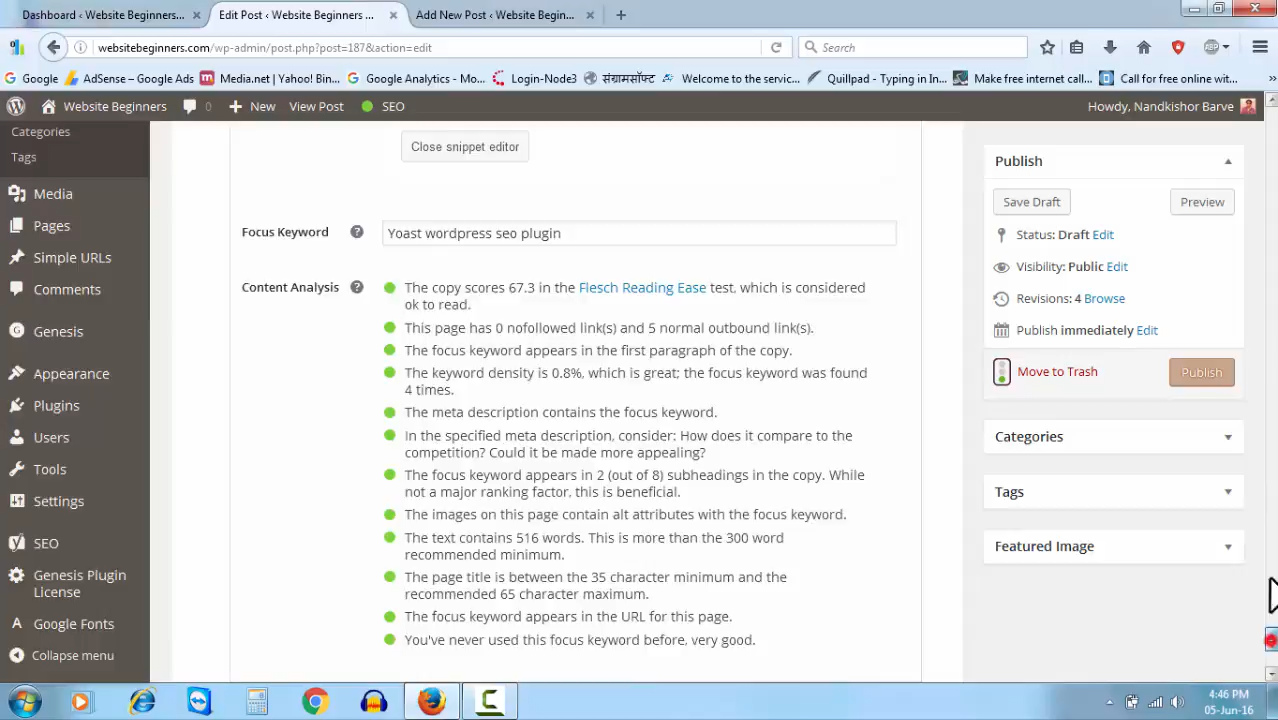 Dashboard ‹ Website Beginners ...
Edit Post ‹ Website Beginners ...
Add New Post ‹ Website Begin...
websitebeginners.com/wp-admin/post.php?post=187&action=edit
Search
ABP
Google
AdSense – Google Ads
Media.net | Yahoo! Bin...
Google Analytics - Mo...
Login-Node3
संग्रामसॉफ्ट
Welcome to the servic...
Quillpad - Typing in In...
Make free internet call...
Call for free online wit...
Website Beginners
0
New
View Post
SEO
Howdy, Nandkishor Barve
Categories
Tags
Media
Pages
Simple URLs
Comments
Genesis
Appearance
Plugins
Users
Tools
Settings
SEO
Genesis Plugin
License
Google Fonts
Collapse menu
Close snippet editor
Focus Keyword
Yoast wordpress seo plugin
Content Analysis
The copy scores 67.3 in the Flesch Reading Ease test, which is considered
ok to read.
This page has 0 nofollowed link(s) and 5 normal outbound link(s).
The focus keyword appears in the first paragraph of the copy.
The keyword density is 0.8%, which is great; the focus keyword was found
4 times.
The meta description contains the focus keyword.
In the specified meta description, consider: How does it compare to the
competition? Could it be made more appealing?
The focus keyword appears in 2 (out of 8) subheadings in the copy. While
not a major ranking factor, this is beneficial.
The images on this page contain alt attributes with the focus keyword.
The text contains 516 words. This is more than the 300 word
recommended minimum.
The page title is between the 35 character minimum and the
recommended 65 character maximum.
The focus keyword appears in the URL for this page.
You've never used this focus keyword before, very good.
Publish
Save Draft
Preview
Status: Draft Edit
Visibility: Public Edit
Revisions: 4 Browse
Publish immediately Edit
Move to Trash
Publish
Categories
Tags
Featured Image
4:46 PM
05-Jun-16